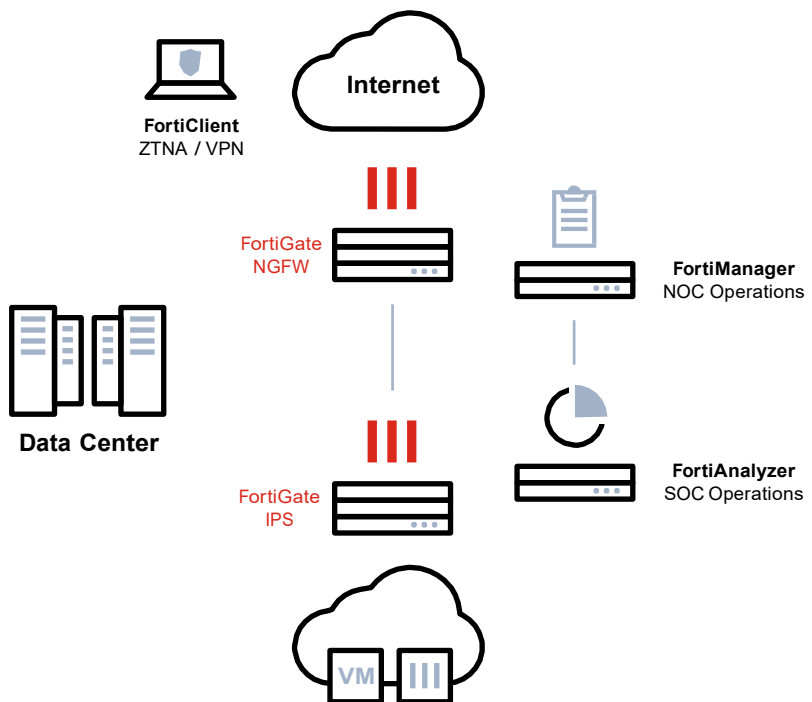 Internet
FortiClient
ZTNA / VPN
FortiGate
NGFW
FortiManager
NOC Operations
Data Center
FortiGate
IPS
FortiAnalyzer
SOC Operations
VM